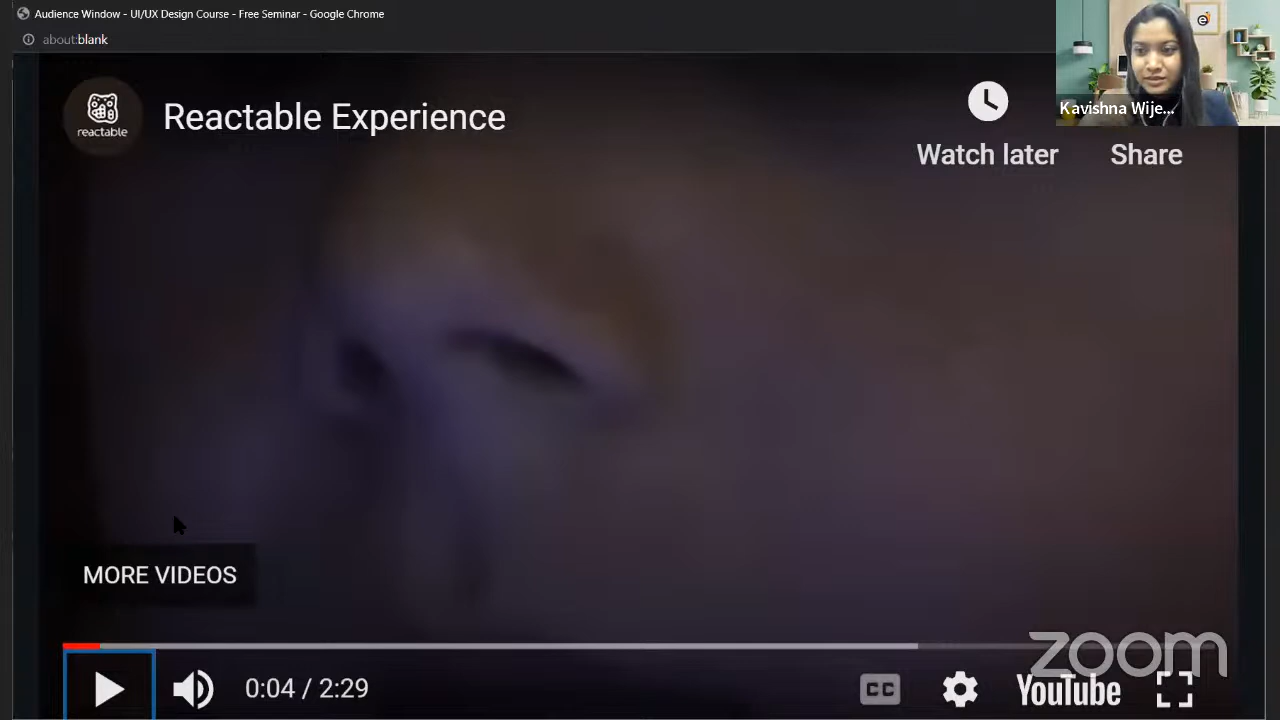 Audience Window - UI/UX Design Course - Free Seminar - Google Chrome
about:blank
reactable
Reactable Experience
Watch later
Share
Kavishna Wije...
MORE VIDEOS
0:04 / 2:29
CC
YouTube
zoom